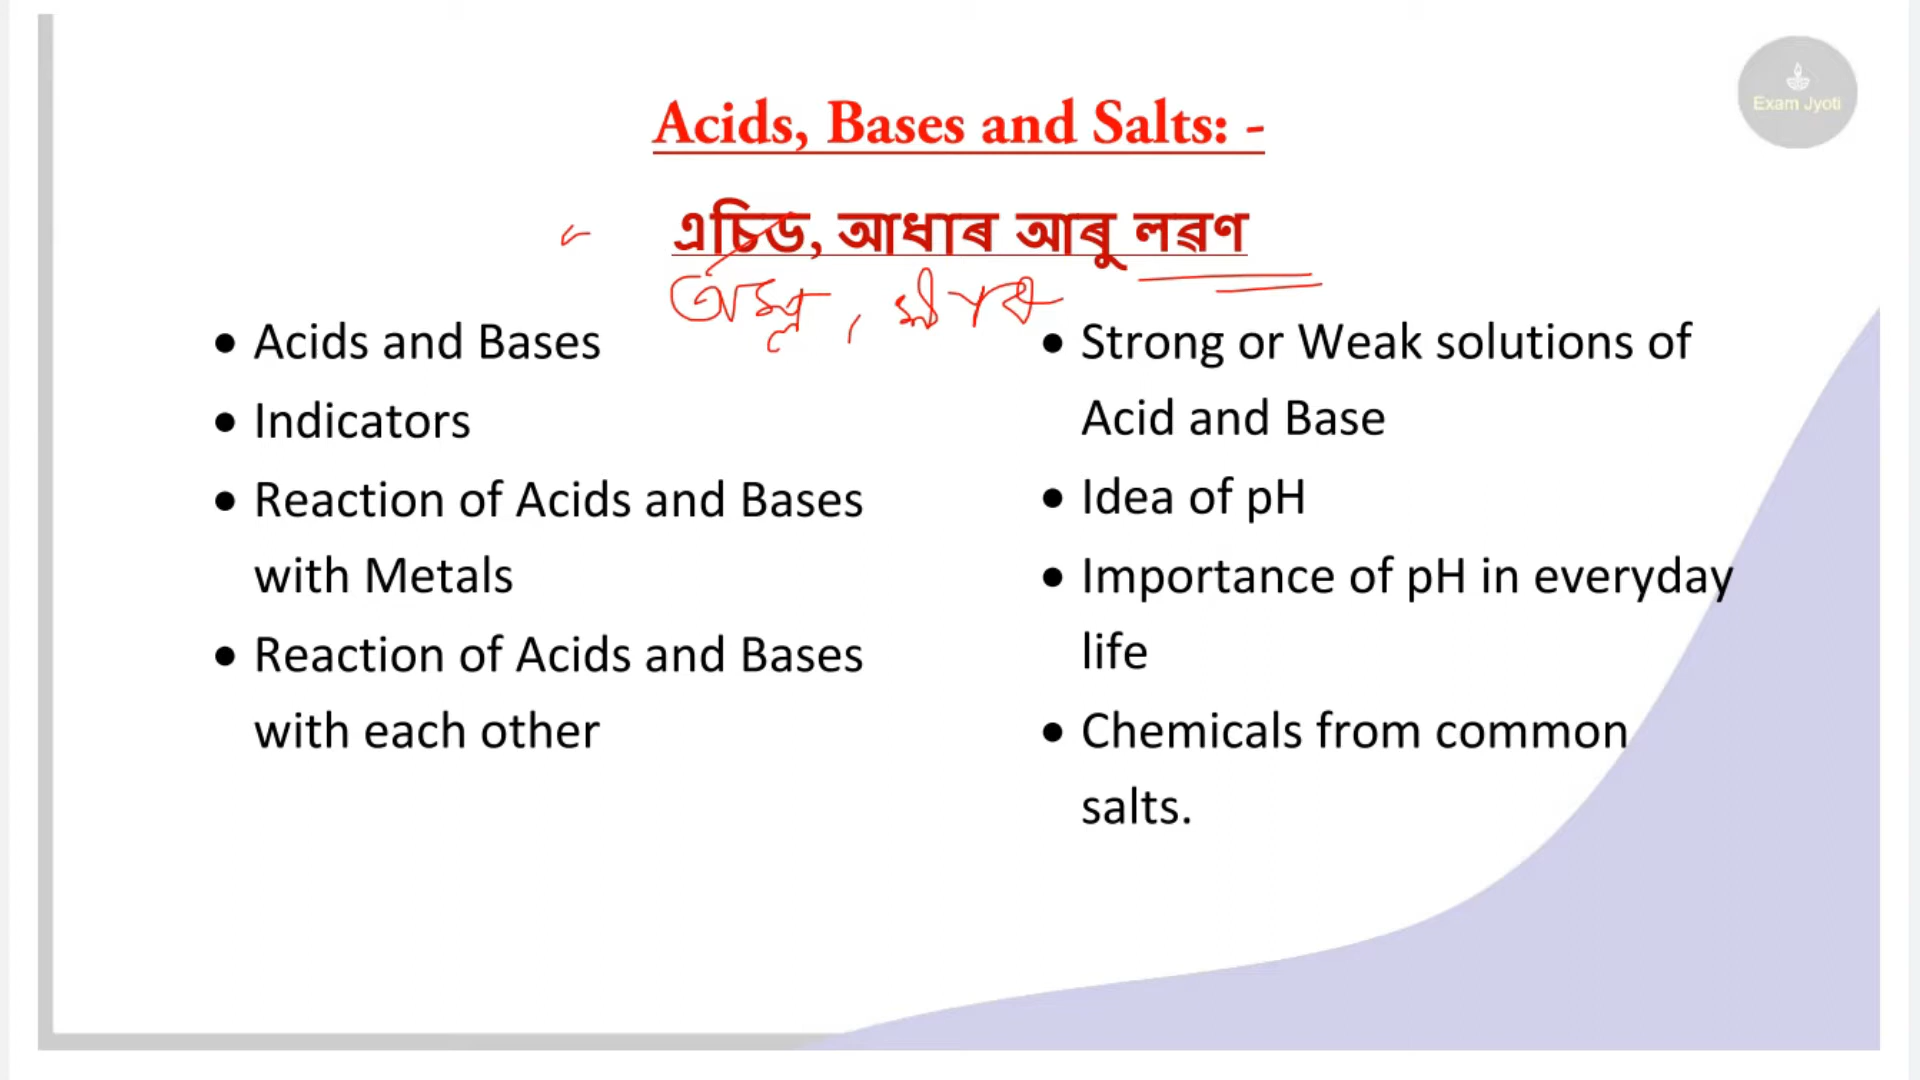 Exam Jyoti
Acids, Bases and Salts: -
এচিড, আধাৰ আৰু লৱণ
অম্ল, ক্ষাৰক
• Acids and Bases
• Indicators
• Reaction of Acids and Bases
with Metals
• Reaction of Acids and Bases
with each other
• Strong or Weak solutions of
Acid and Base
• Idea of pH
• Importance of pH in everyday
life
• Chemicals from common
salts.